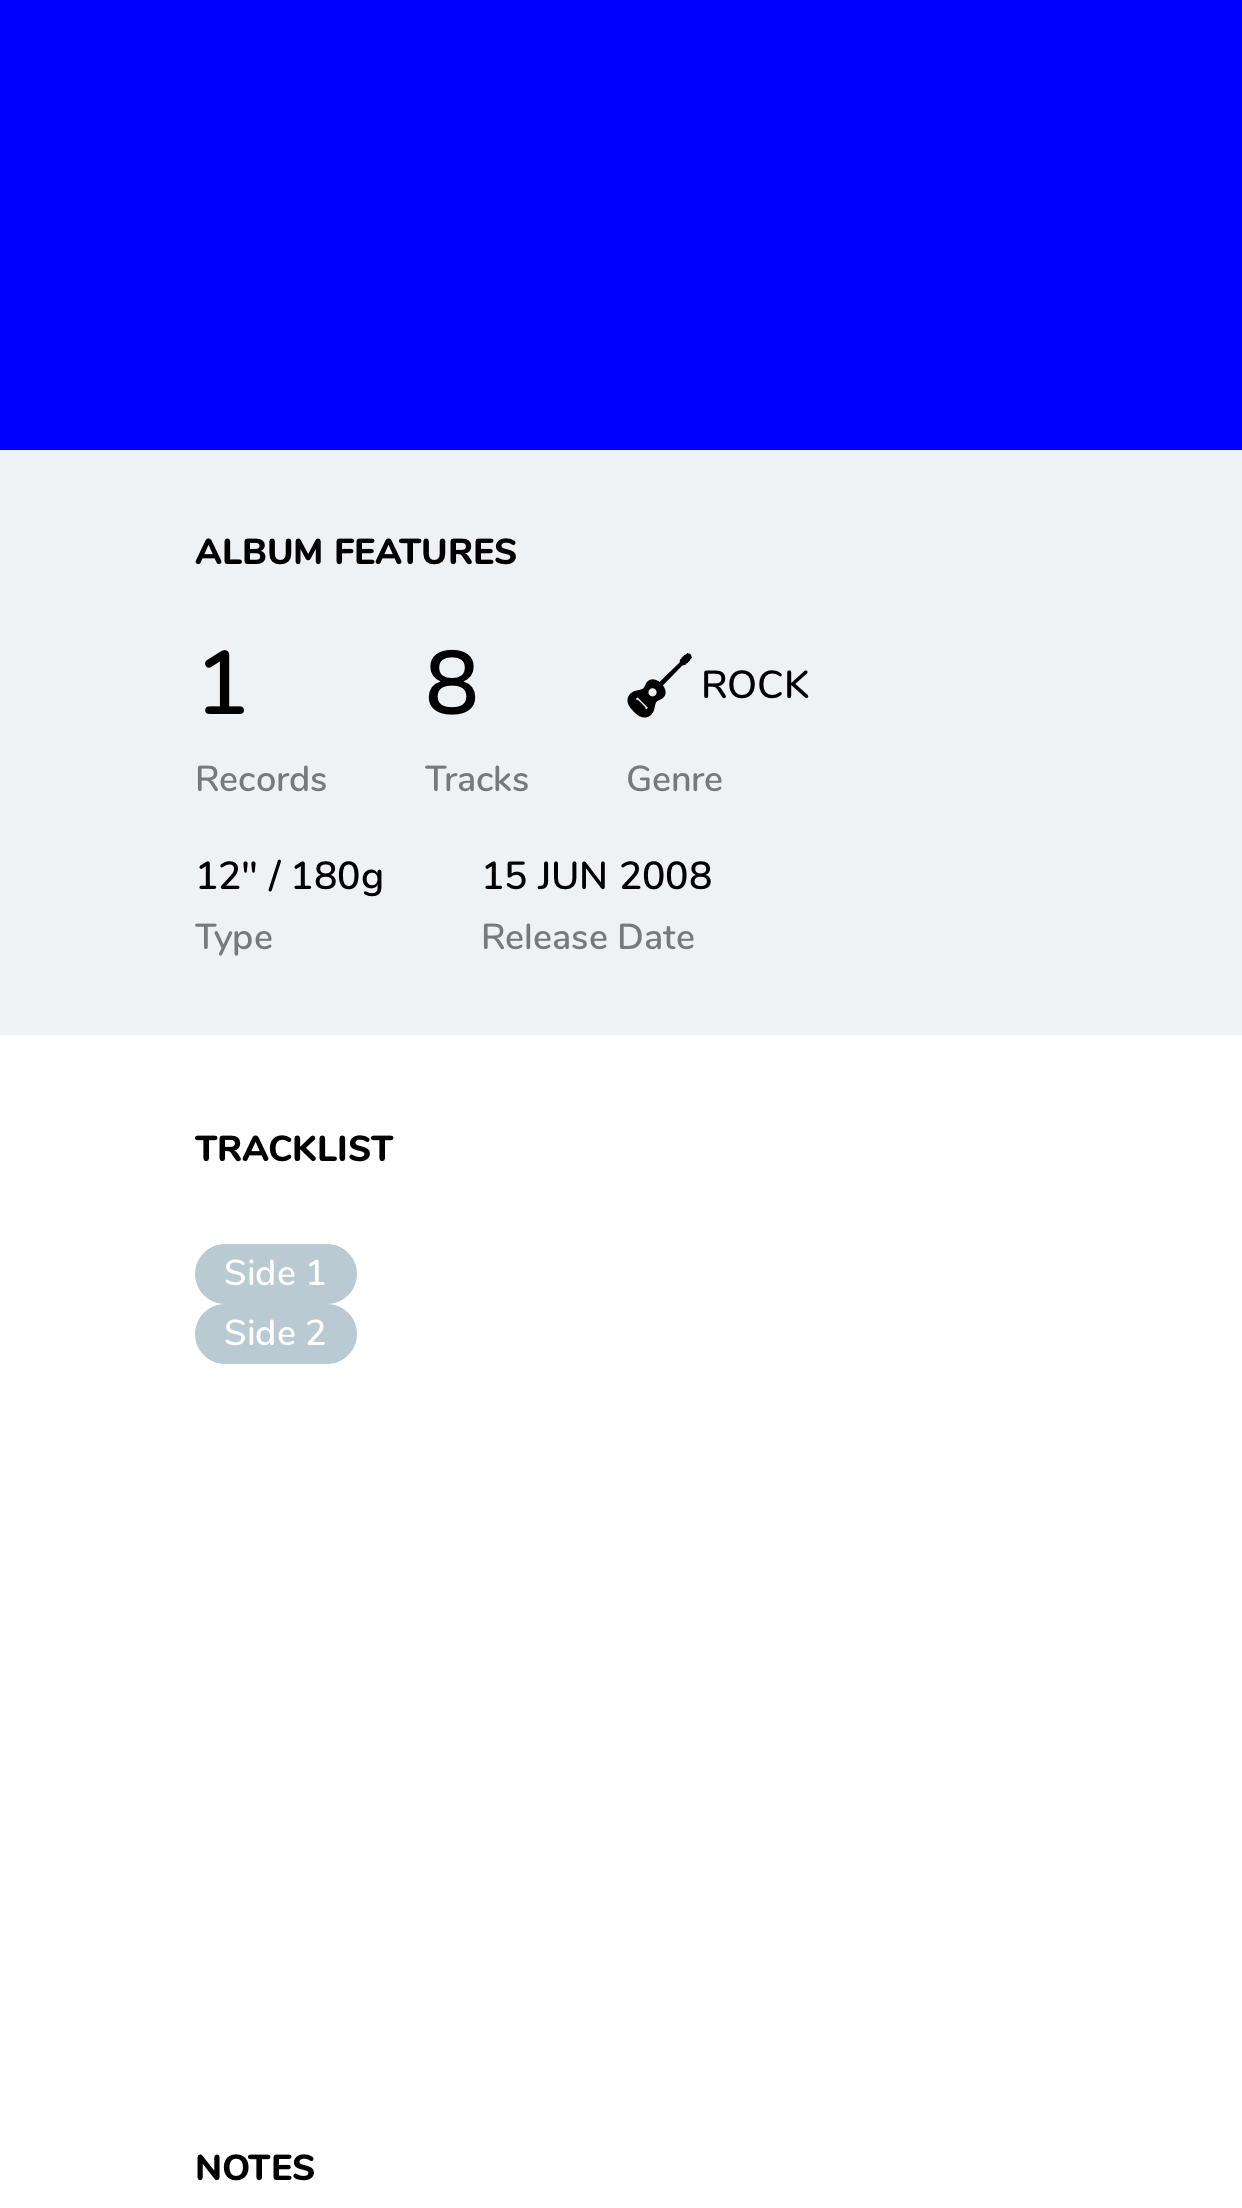 ALBUM FEATURES
1 8 ROCK
Records Tracks Genre
12" / 180g 15 JUN 2008
Type Release Date
TRACKLIST
Side 1
Side 2
NOTES